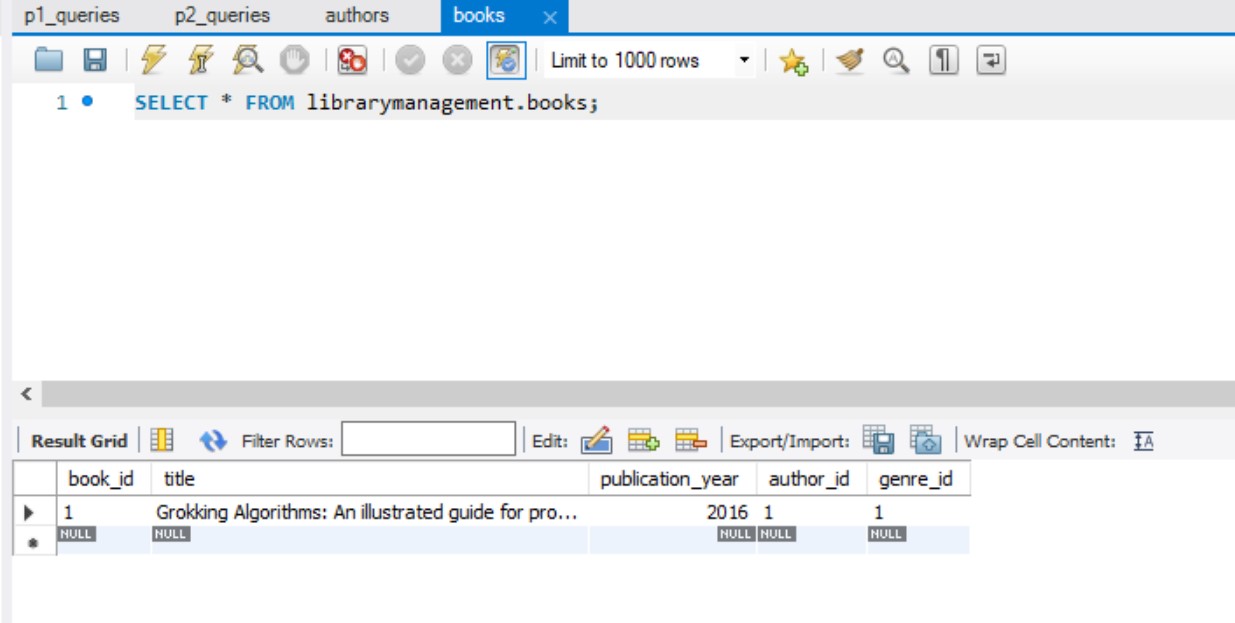 p1_queries p2_queries authors books
Limit to 1000 rows
1 SELECT * FROM librarymanagement.books;
Result Grid Filter Rows: Edit: Export/Import: Wrap Cell Content:
book_id title publication_year author_id genre_id
1 Grokking Algorithms: An illustrated guide for pro... 2016 1 1
NULL NULL NULL NULL NULL